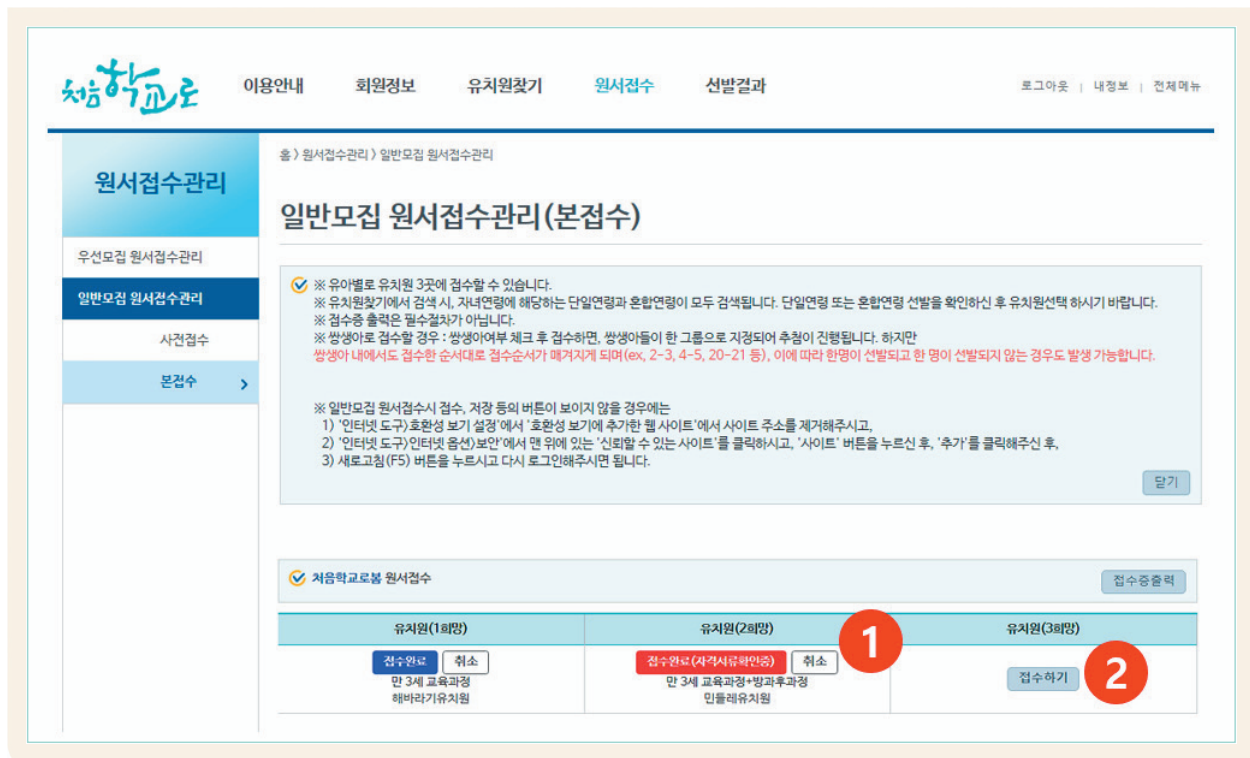 처음학교로
이용안내 회원정보 유치원찾기 원서접수 선발결과
로그아웃 | 내정보 | 전체메뉴
원서접수관리
우선모집 원서접수관리
일반모집 원서접수관리
사전접수
본접수 >
홈 > 원서접수관리 > 일반모집 원서접수관리
일반모집 원서접수관리(본접수)
※ 유아별로 유치원 3곳에 접수할 수 있습니다.
※ 유치원찾기에서 검색 시, 자녀연령에 해당하는 단일연령과 혼합연령이 모두 검색됩니다. 단일연령 또는 혼합연령 선발을 확인하신 후 유치원선택 하시기 바랍니다.
※ 접수증 출력은 필수절차가 아닙니다.
※ 쌍생아로 접수할 경우 : 쌍생아여부 체크 후 접수하면, 쌍생아들이 한 그룹으로 지정되어 추첨이 진행됩니다. 하지만
쌍생아 내에서도 접수한 순서대로 접수순서가 매겨지게 되며(ex, 2-3, 4-5, 20-21 등), 이에 따라 한명이 선발되고 한 명이 선발되지 않는 경우도 발생 가능합니다.
※ 일반모집 원서접수시 접수, 저장 등의 버튼이 보이지 않을 경우에는
1) '인터넷 도구>호환성 보기 설정'에서 '호환성 보기에 추가한 웹 사이트'에서 사이트 주소를 제거해주시고,
2) '인터넷 도구>인터넷 옵션>보안'에서 맨 위에 있는 '신뢰할 수 있는 사이트'를 클릭하시고, '사이트' 버튼을 누르신 후, '추가'를 클릭해주신 후,
3) 새로고침(F5) 버튼을 누르시고 다시 로그인해주시면 됩니다.
닫기
처음학교로봄 원서접수
접수증출력
유치원(1희망) 유치원(2희망) 유치원(3희망)
1
접수완료 취소
만 3세 교육과정
해바라기유치원
접수완료(자격서류확인중) 취소
만 3세 교육과정+방과후과정
민들레유치원
접수하기
2